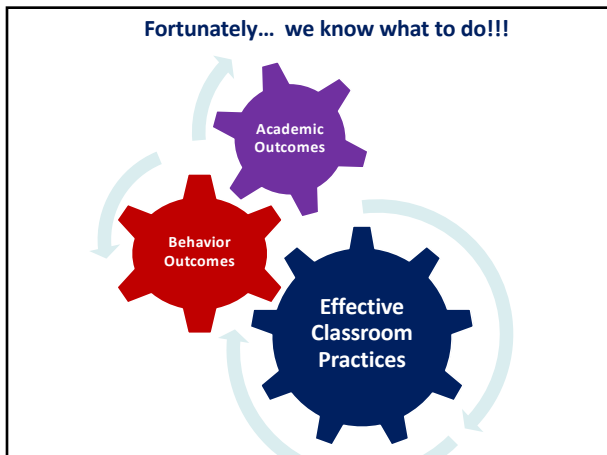 Fortunately... we know what to do!!!
Academic
Outcomes
Behavior
Outcomes
Effective
Classroom
Practices